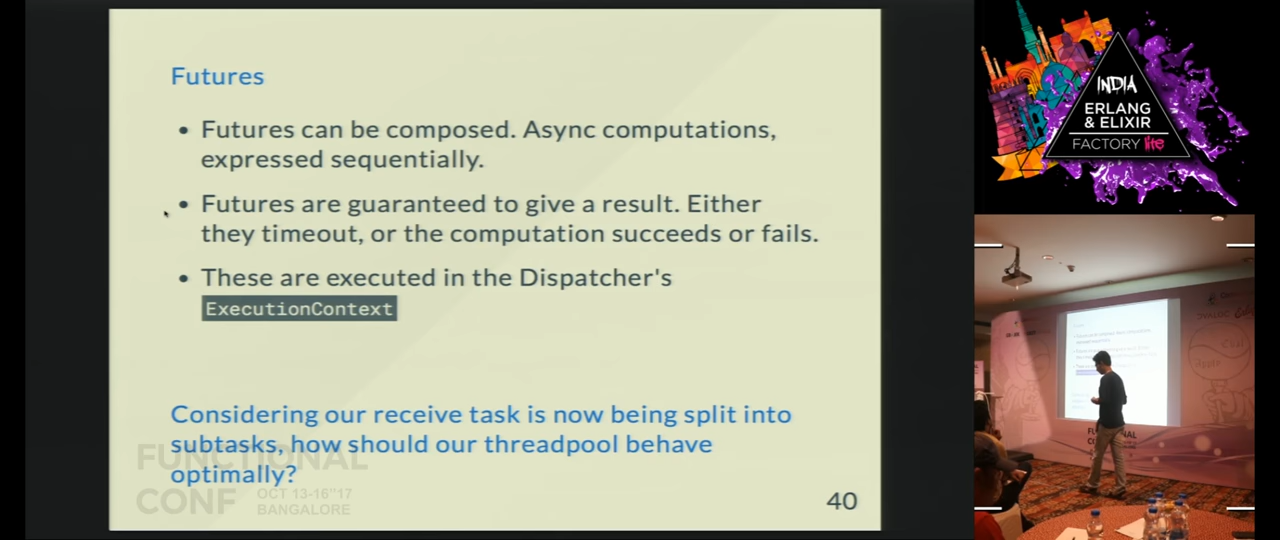 Futures
• Futures can be composed. Async computations,
expressed sequentially.
• Futures are guaranteed to give a result. Either
they timeout, or the computation succeeds or fails.
• These are executed in the Dispatcher's
ExecutionContext
Considering our receive task is now being split into
subtasks, how should our threadpool behave
optimally?
FUNCTIONAL
CONF
OCT 13-16"17
BANGALORE
40
INDIA
ERLANG
& ELIXIR
FACTORY lite